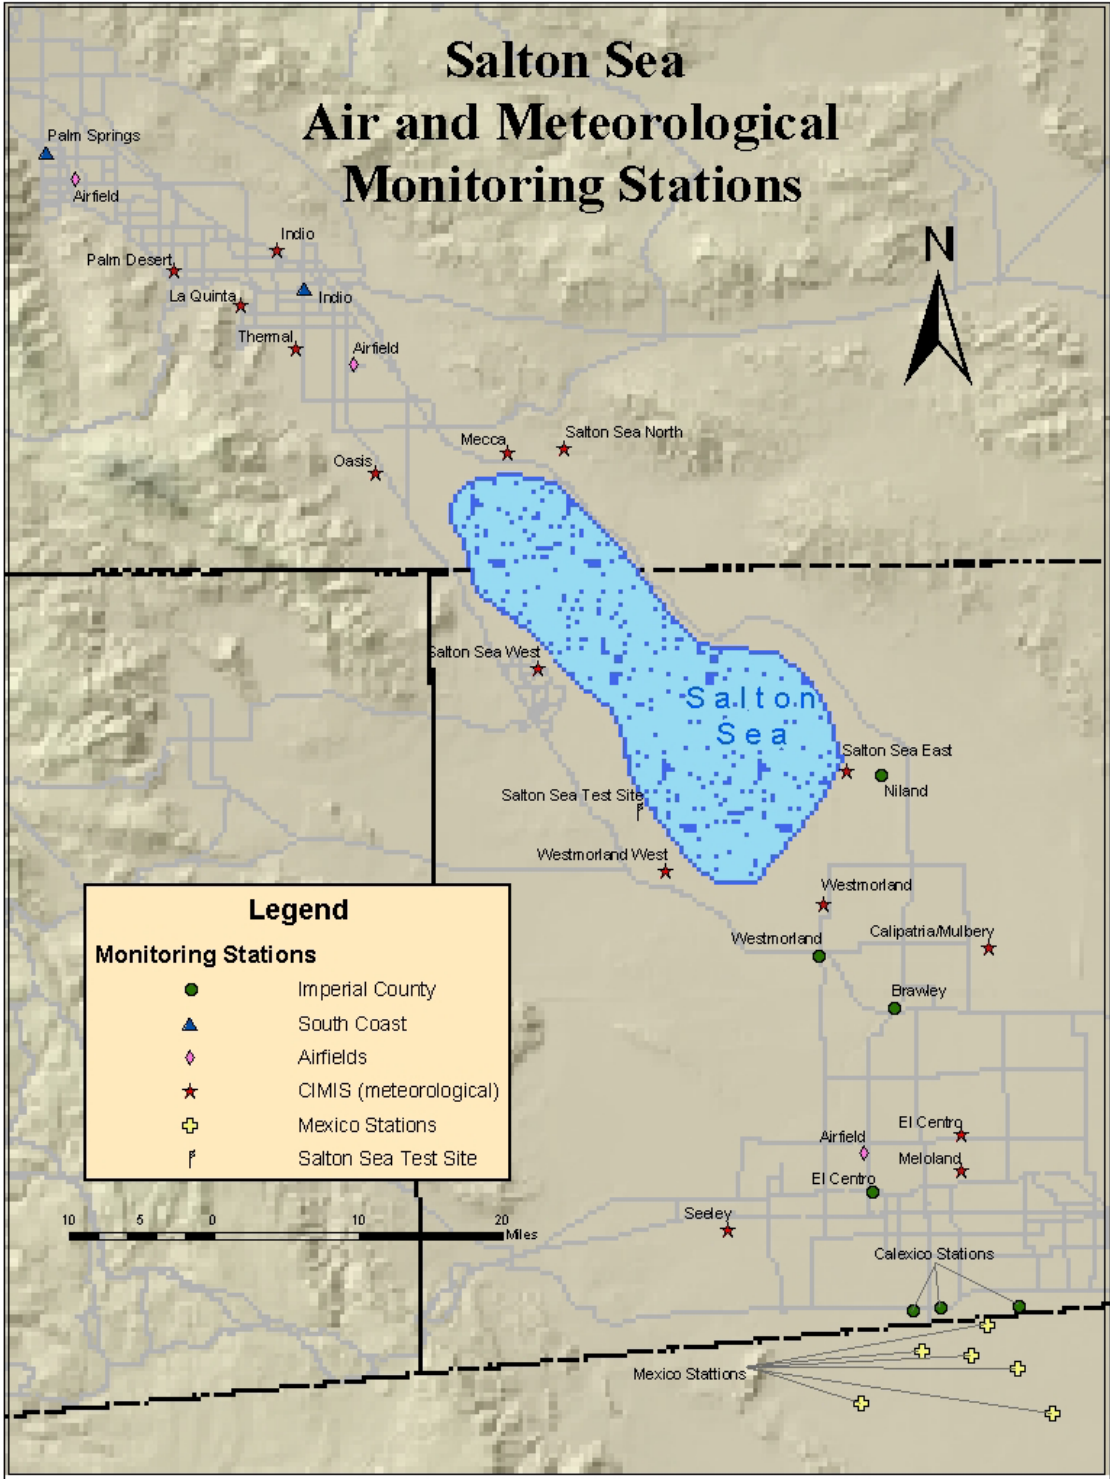 Salton Sea
Air and Meteorological
Monitoring Stations
Palm Springs
Airfield
N
Indio
Palm Desert
La Quinta
Indio
Thermal
Airfield
Mecca
Salton Sea North
Oasis
Salton Sea West
Salton
Sea
Salton Sea East
Niland
Salton Sea Test Site
Westmorland West
Westmorland
Westmorland
Calipatria/Mulbery
Brawley
Legend
Monitoring Stations
Imperial County
South Coast
Airfields
CIMIS (meteorological)
Mexico Stations
Salton Sea Test Site
El Centro
Airfield
Meloland
El Centro
Seeley
10 5 0 10 20
Miles
Calexico Stations
Mexico Stattions